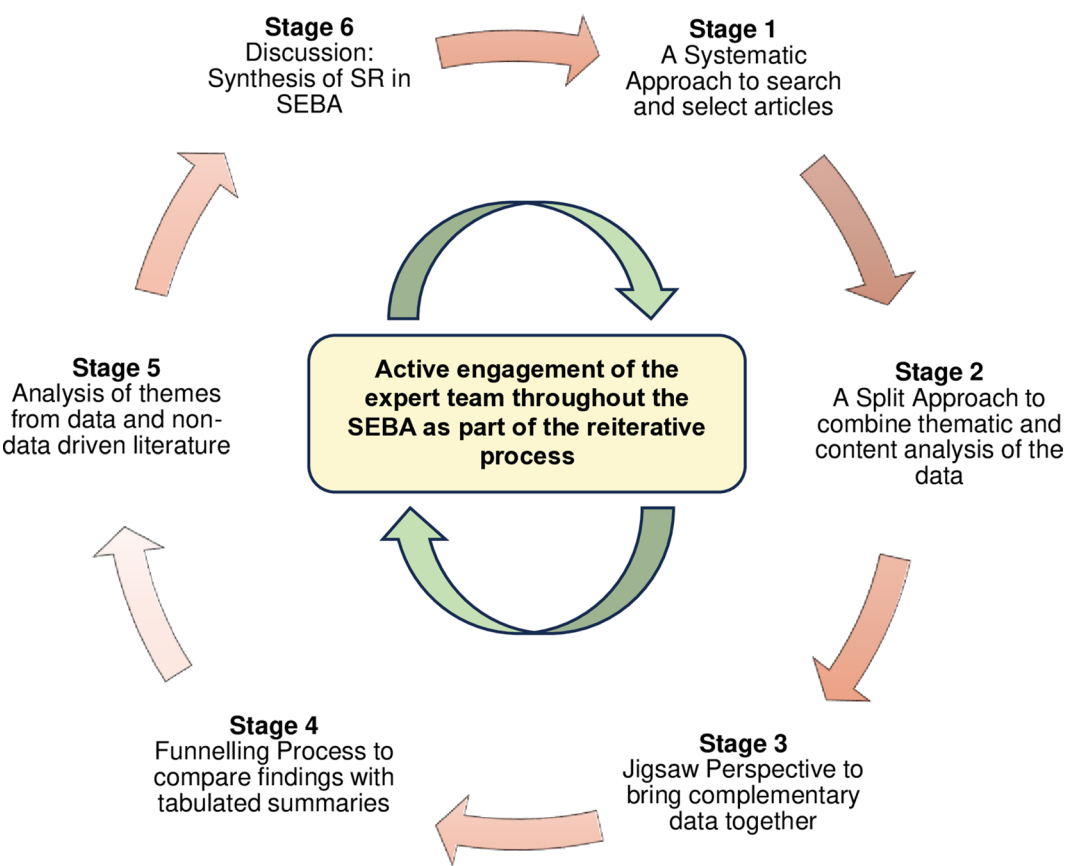 Stage 1
A Systematic
Approach to search
and select articles
Stage 2
A Split Approach to
combine thematic and
content analysis of the
data
Stage 3
Jigsaw Perspective to
bring complementary
data together
Stage 4
Funnelling Process to
compare findings with
tabulated summaries
Stage 5
Analysis of themes
from data and non-
data driven literature
Stage 6
Discussion:
Synthesis of SR in
SEBA
Active engagement of the
expert team throughout the
SEBA as part of the reiterative
process